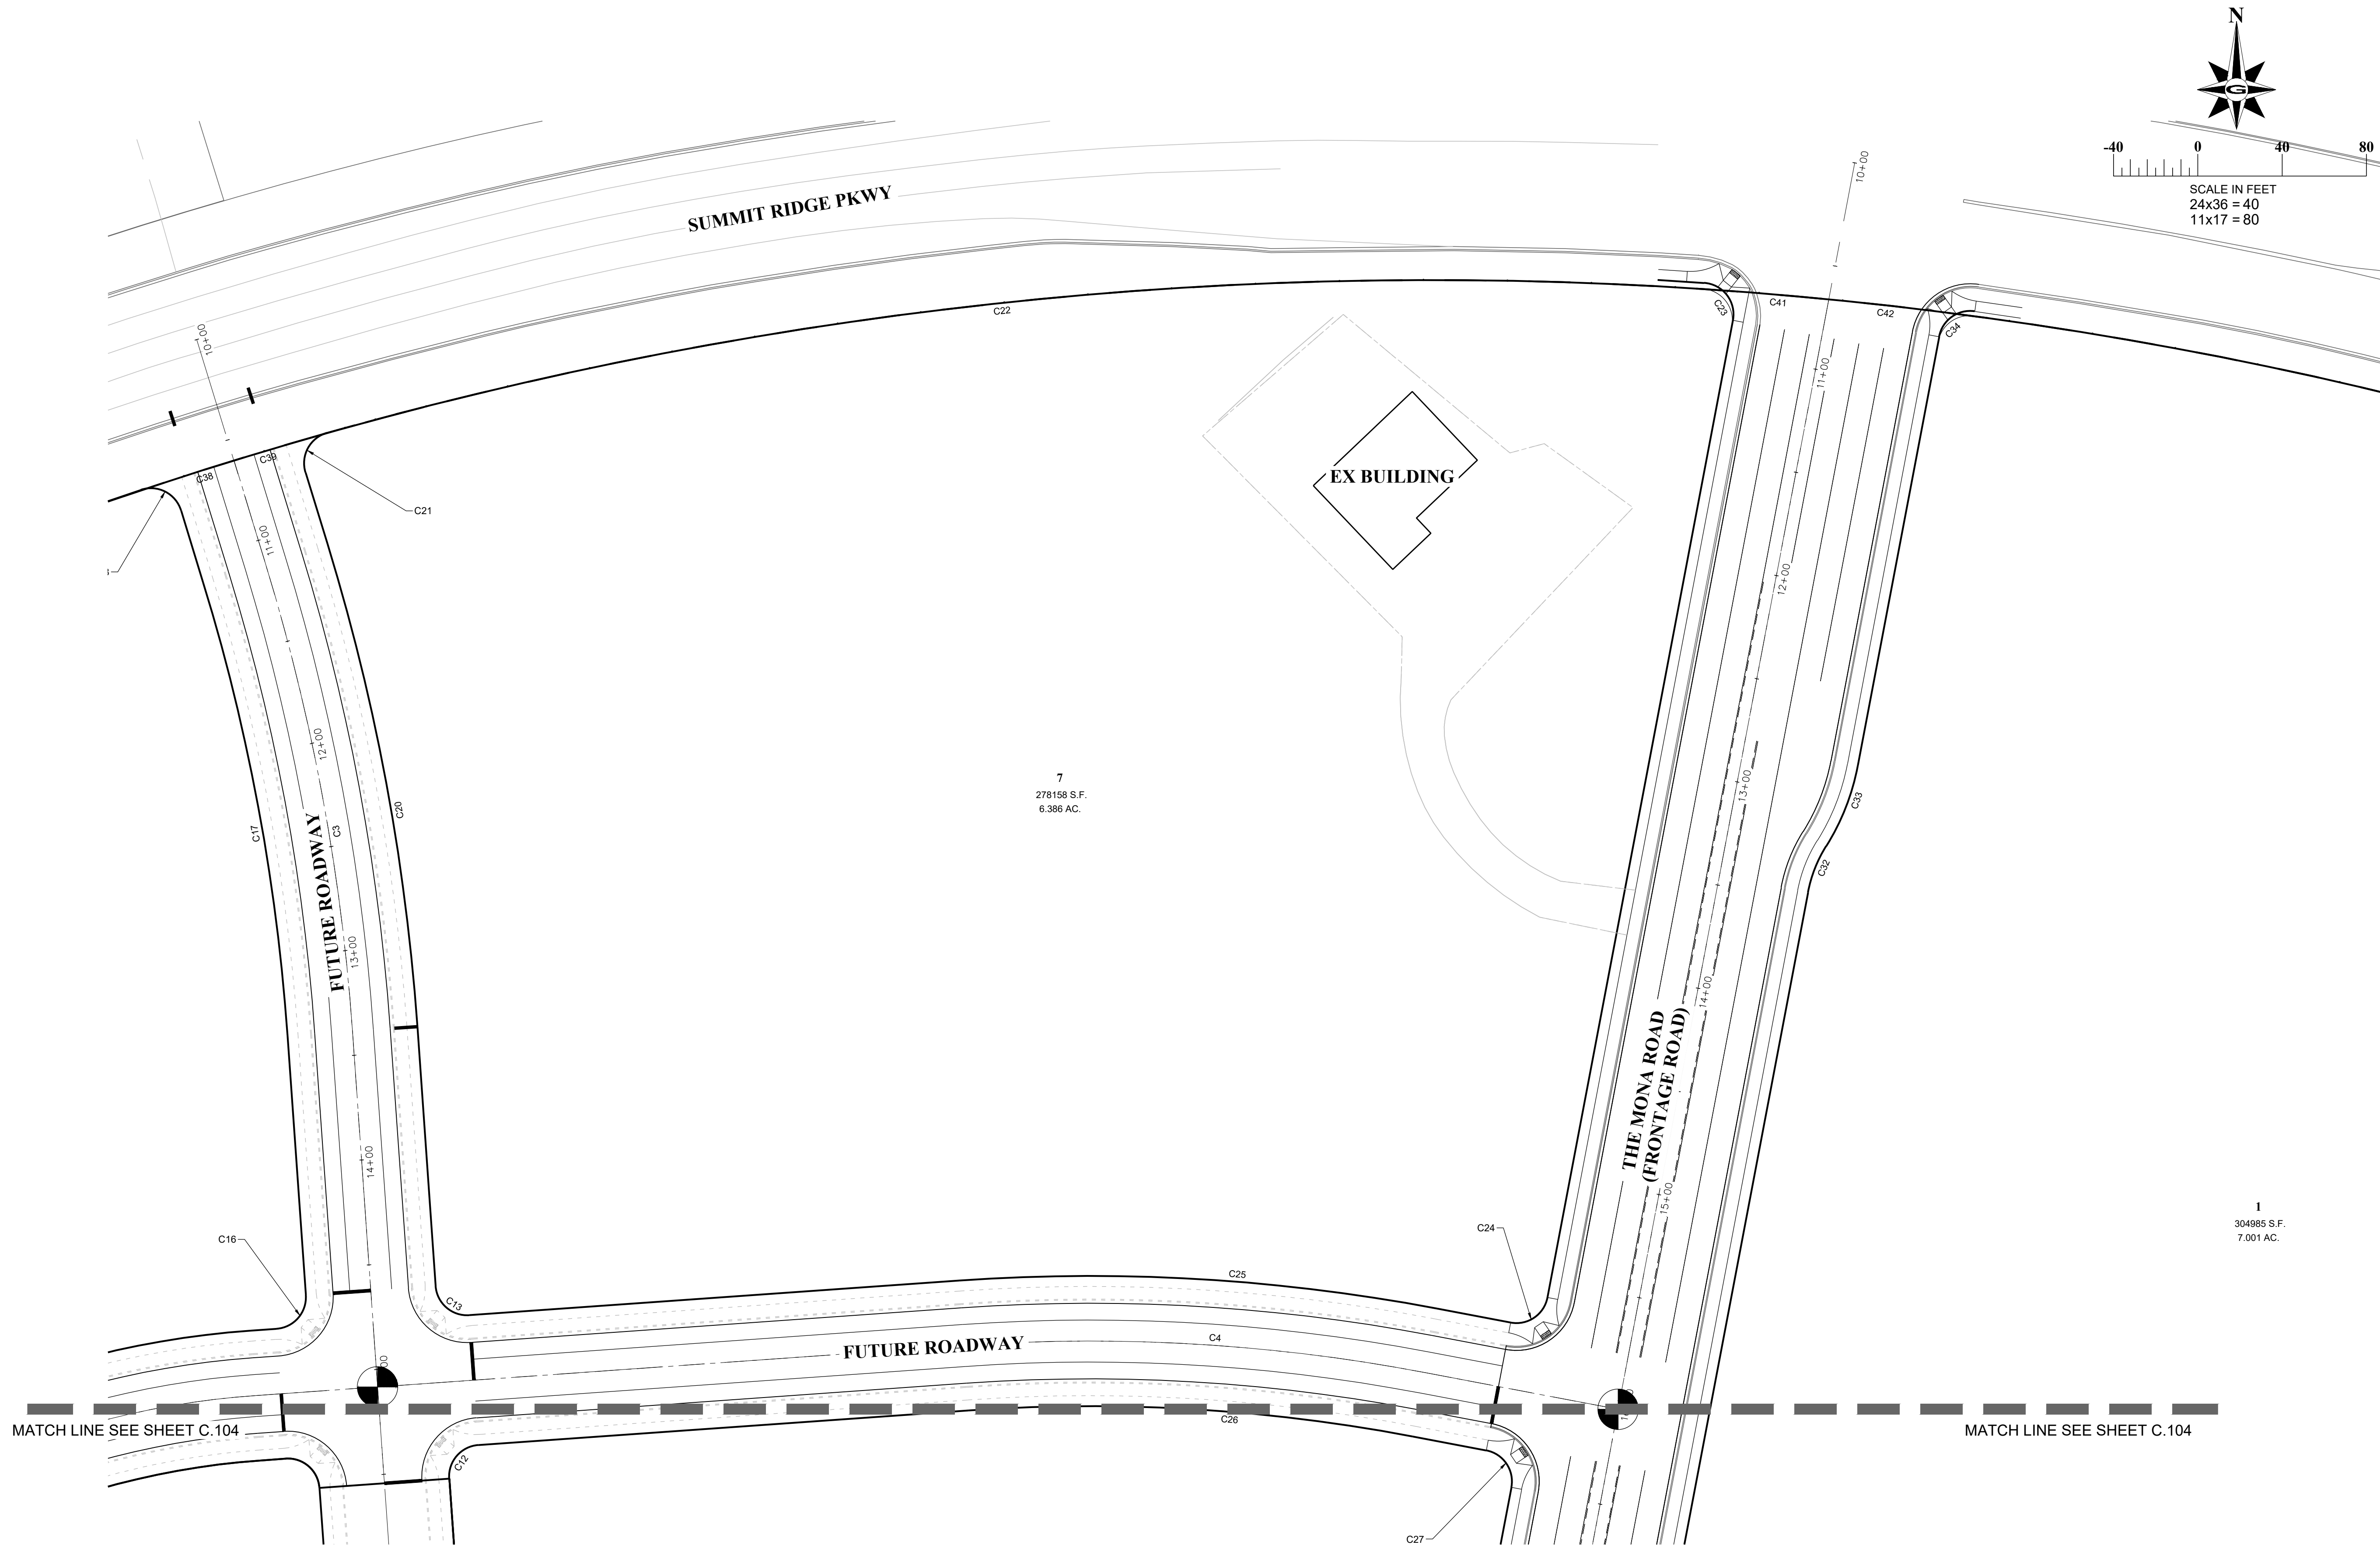 N
G
-40 0 40 80
SCALE IN FEET
24x36 = 40
11x17 = 80
SUMMIT RIDGE PKWY
10+00
10+00
C22
C23
C41
C42
C34
C38
C39
C21
11+00
11+00
EX BUILDING
12+00
12+00
7
278158 S.F.
6.386 AC.
C17
C3
C20
FUTURE ROADWAY
13+00
13+00
C33
C32
14+00
14+00
THE MONA ROAD
(FRONTAGE ROAD)
15+00
1
304985 S.F.
7.001 AC.
C16
C13
C24
C25
C4
FUTURE ROADWAY
00
MATCH LINE SEE SHEET C.104
C26
MATCH LINE SEE SHEET C.104
C12
C27